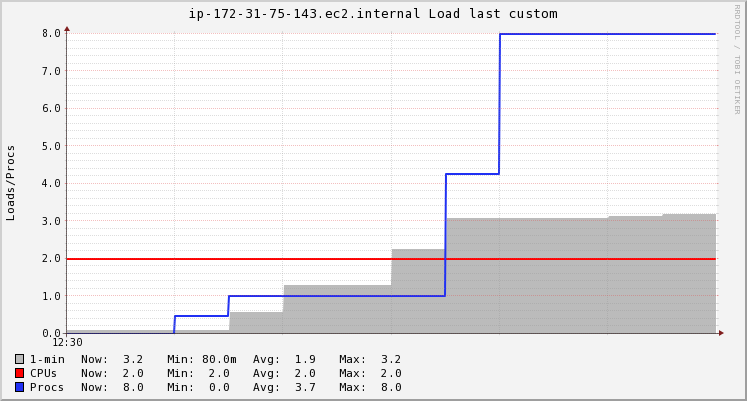 ip-172-31-75-143.ec2.internal Load last custom
RRDTOOL / TOBI OETIKER
Loads/Procs
8.0
7.0
6.0
5.0
4.0
3.0
2.0
1.0
0.0
12:30
1-min Now: 3.2 Min: 80.0m Avg: 1.9 Max: 3.2
CPUs Now: 2.0 Min: 2.0 Avg: 2.0 Max: 2.0
Procs Now: 8.0 Min: 0.0 Avg: 3.7 Max: 8.0